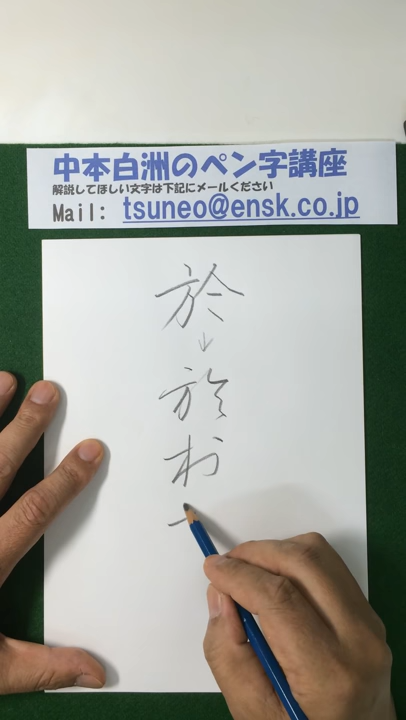 中本白洲のペン字講座
解説してほしい文字は下記にメールください
Mail: tsuneo@ensk.co.jp
於
↓
於